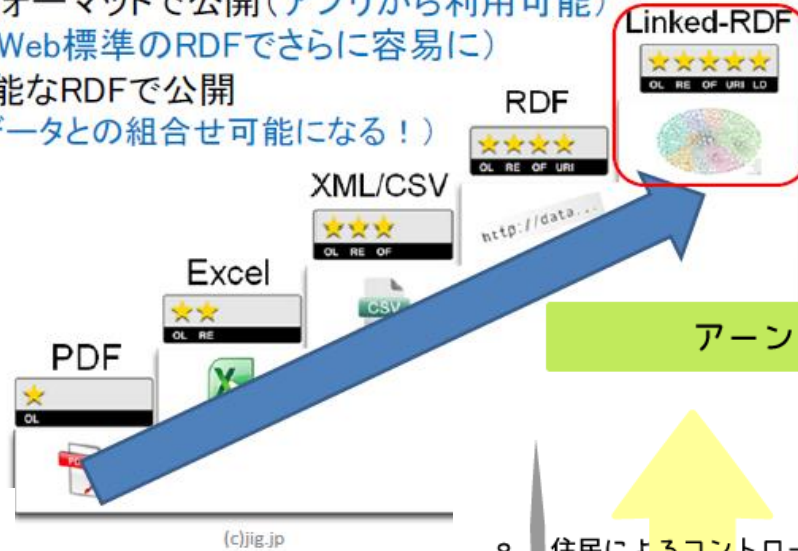 ォーマットで公開(アプリから利用可能)
Web標準のRDFでさらに容易に)
能なRDFで公開
データとの組合せ可能になる!)
Linked-RDF
OL RE OF URI LD
RDF
OL RE OF URI
http://data...
XML/CSV
OL RE OF
CSV
Excel
OL RE
PDF
OL
アーン
(c)jig.jp
8 住民によるコントロー